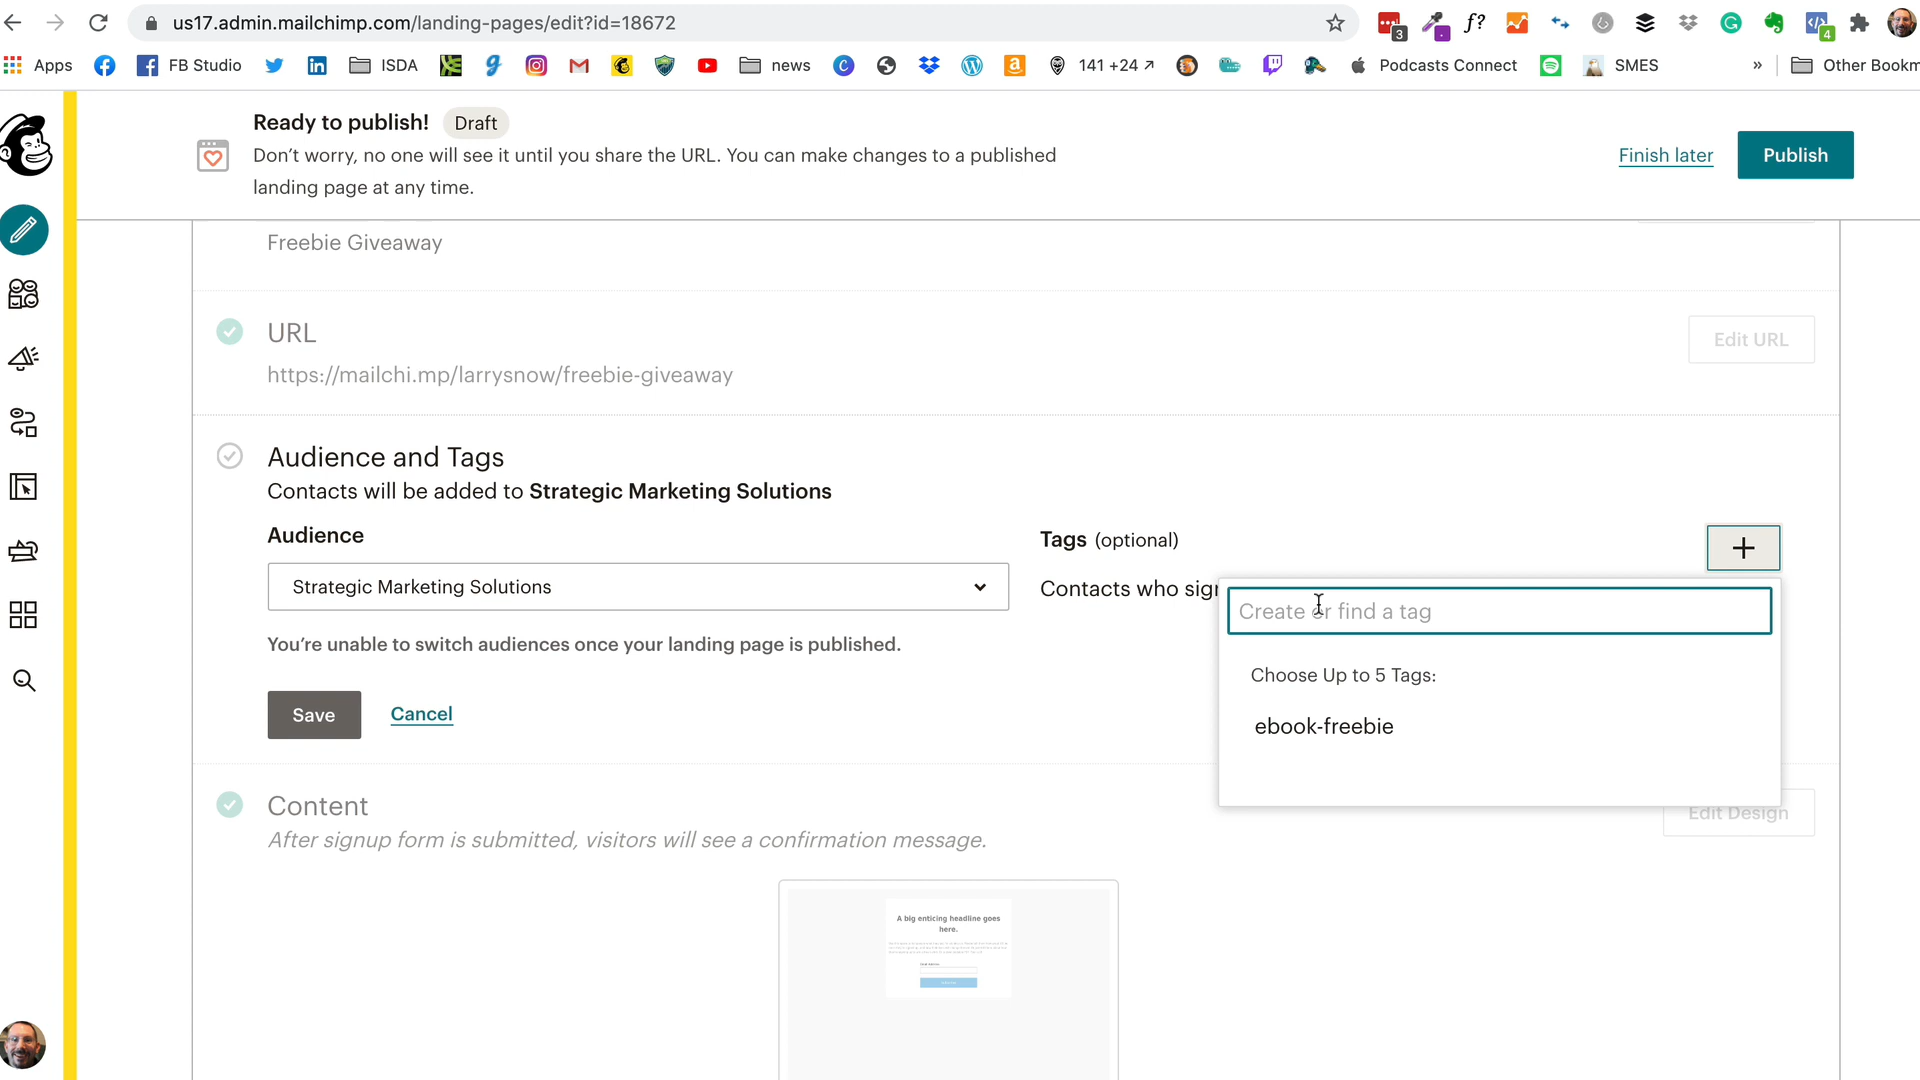 us17.admin.mailchimp.com/landing-pages/edit?id=18672
3
f?
4
Apps
FB Studio
ISDA
news
141 +24 ↗
Podcasts Connect
SMES
»
Other Bookm
Ready to publish!
Draft
Don't worry, no one will see it until you share the URL. You can make changes to a published
landing page at any time.
Finish later
Publish
Freebie Giveaway
URL
Edit URL
https://mailchi.mp/larrysnow/freebie-giveaway
Audience and Tags
Contacts will be added to Strategic Marketing Solutions
Audience
Tags (optional)
Strategic Marketing Solutions
Contacts who sign
Create or find a tag
You're unable to switch audiences once your landing page is published.
Choose Up to 5 Tags:
Save
Cancel
ebook-freebie
Content
Edit Design
After signup form is submitted, visitors will see a confirmation message.
A big enticing headline goes
here.